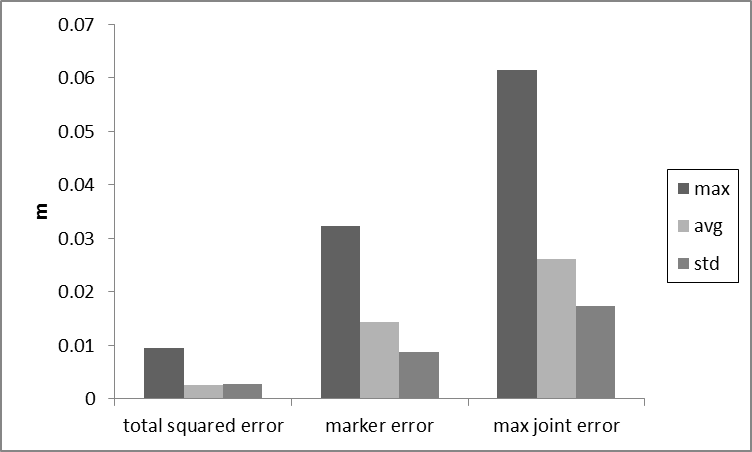 0.07
0.06
0.05
0.04
0.03
0.02
0.01
0
m
total squared error
marker error
max joint error
max
avg
std